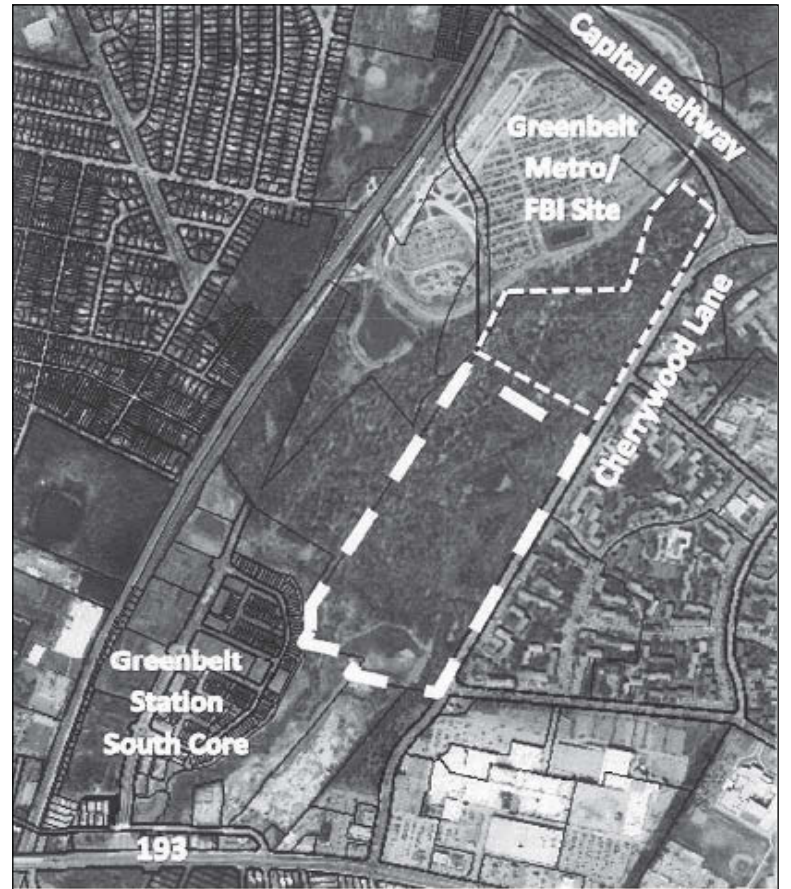 Capital Beltway
Greenbelt
Metro/
FBI Site
Cherrywood Lane
Greenbelt
Station
South Core
193